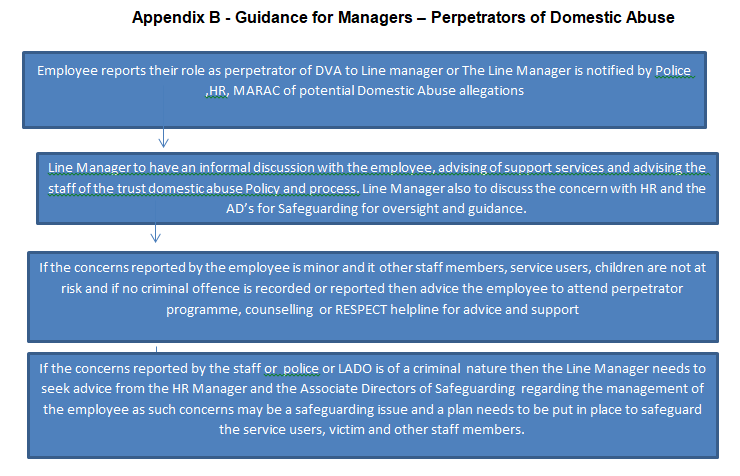 Appendix B - Guidance for Managers – Perpetrators of Domestic Abuse
Employee reports their role as perpetrator of DVA to Line manager or The Line Manager is notified by Police
,HR, MARAC of potential Domestic Abuse allegations
Line Manager to have an informal discussion with the employee, advising of support services and advising the
staff of the trust domestic abuse Policy and process. Line Manager also to discuss the concern with HR and the
AD's for Safeguarding for oversight and guidance.
If the concerns reported by the employee is minor and it other staff members, service users, children are not at
risk and if no criminal offence is recorded or reported then advice the employee to attend perpetrator
programme, counselling or RESPECT helpline for advice and support
If the concerns reported by the staff or police or LADO is of a criminal nature then the Line Manager needs to
seek advice from the HR Manager and the Associate Directors of Safeguarding regarding the management of
the employee as such concerns may be a safeguarding issue and a plan needs to be put in place to safeguard
the service users, victim and other staff members.